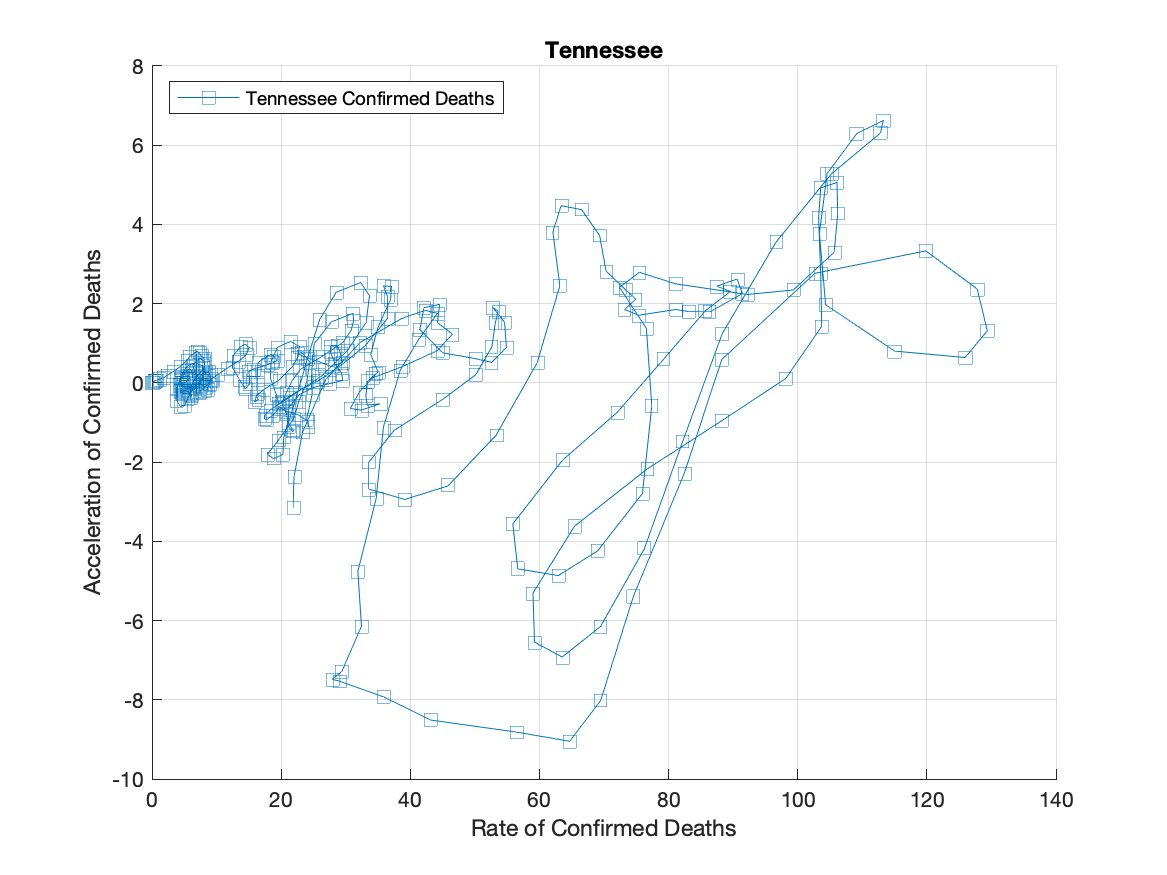 Tennessee
8
Tennessee Confirmed Deaths
6
4
2
0
-2
-4
-6
-8
-10
Acceleration of Confirmed Deaths
0 20 40 60 80 100 120 140
Rate of Confirmed Deaths